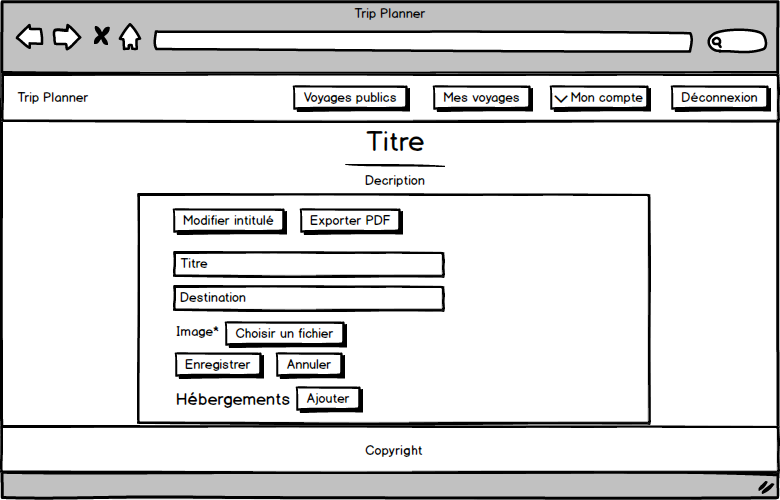 Trip Planner
Trip Planner
Voyages publics
Mes voyages
Mon compte
Déconnexion
Titre
Decription
Modifier intitulé
Exporter PDF
Titre
Destination
Image* Choisir un fichier
Enregistrer
Annuler
Hébergements Ajouter
Copyright